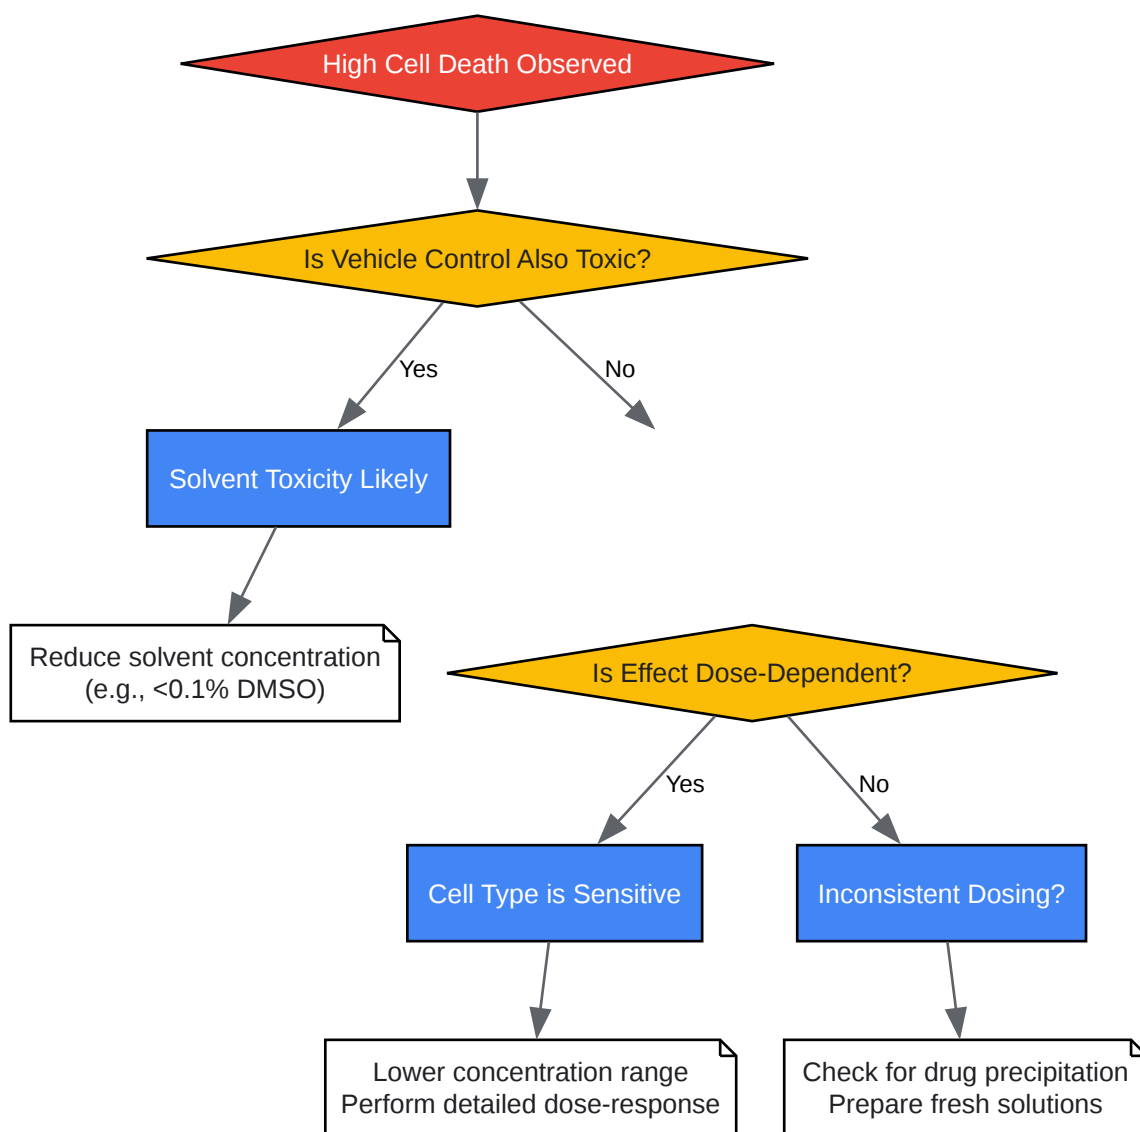 High Cell Death Observed
Is Vehicle Control Also Toxic?
Yes
No
Solvent Toxicity Likely
Reduce solvent concentration
(e.g., <0.1% DMSO)
Is Effect Dose-Dependent?
Yes
No
Cell Type is Sensitive
Inconsistent Dosing?
Lower concentration range
Perform detailed dose-response
Check for drug precipitation
Prepare fresh solutions